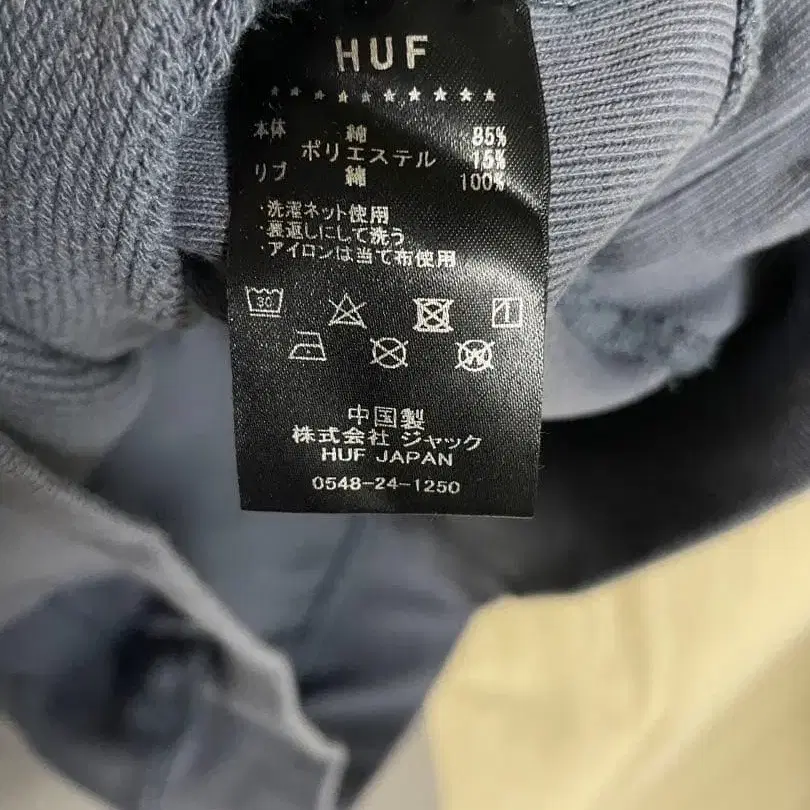 HUF
★★★★★★★★★★★
本体 綿 85%
ポリエステル 15%
リブ 綿 100%
・洗濯ネット使用
・裏返しにして洗う
・アイロンは当て布使用
30
W
中国製
株式会社 ジャック
HUF JAPAN
0548-24-1250